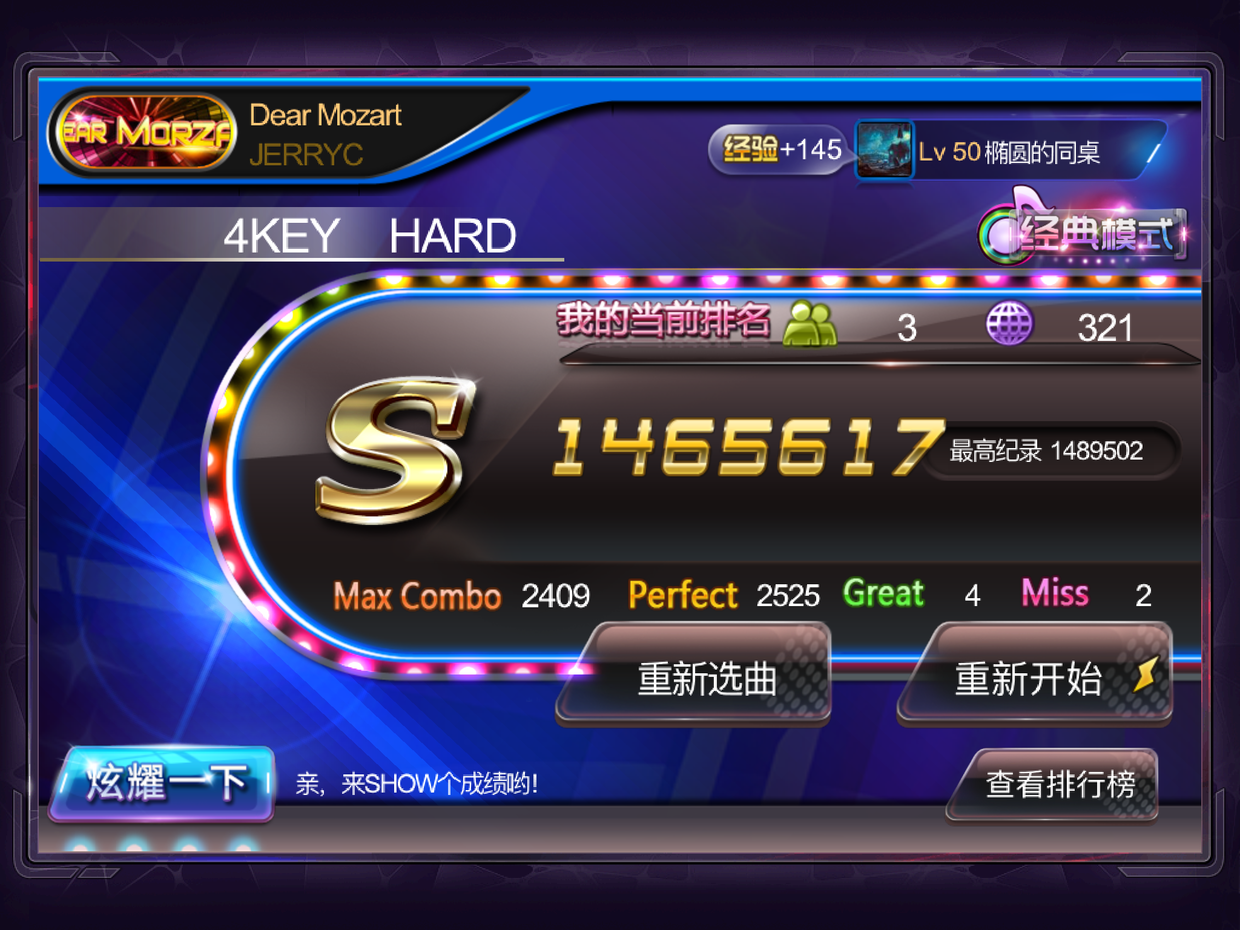 EAR MORZA
Dear Mozart
JERRYC
经验+145
Lv 50 椭圆的同桌
4KEY HARD
经典模式
我的当前排名 3 321
S
1465617
最高纪录 1489502
Max Combo 2409 Perfect 2525 Great 4 Miss 2
重新选曲
重新开始
炫耀一下
亲，来SHOW个成绩哟!
查看排行榜